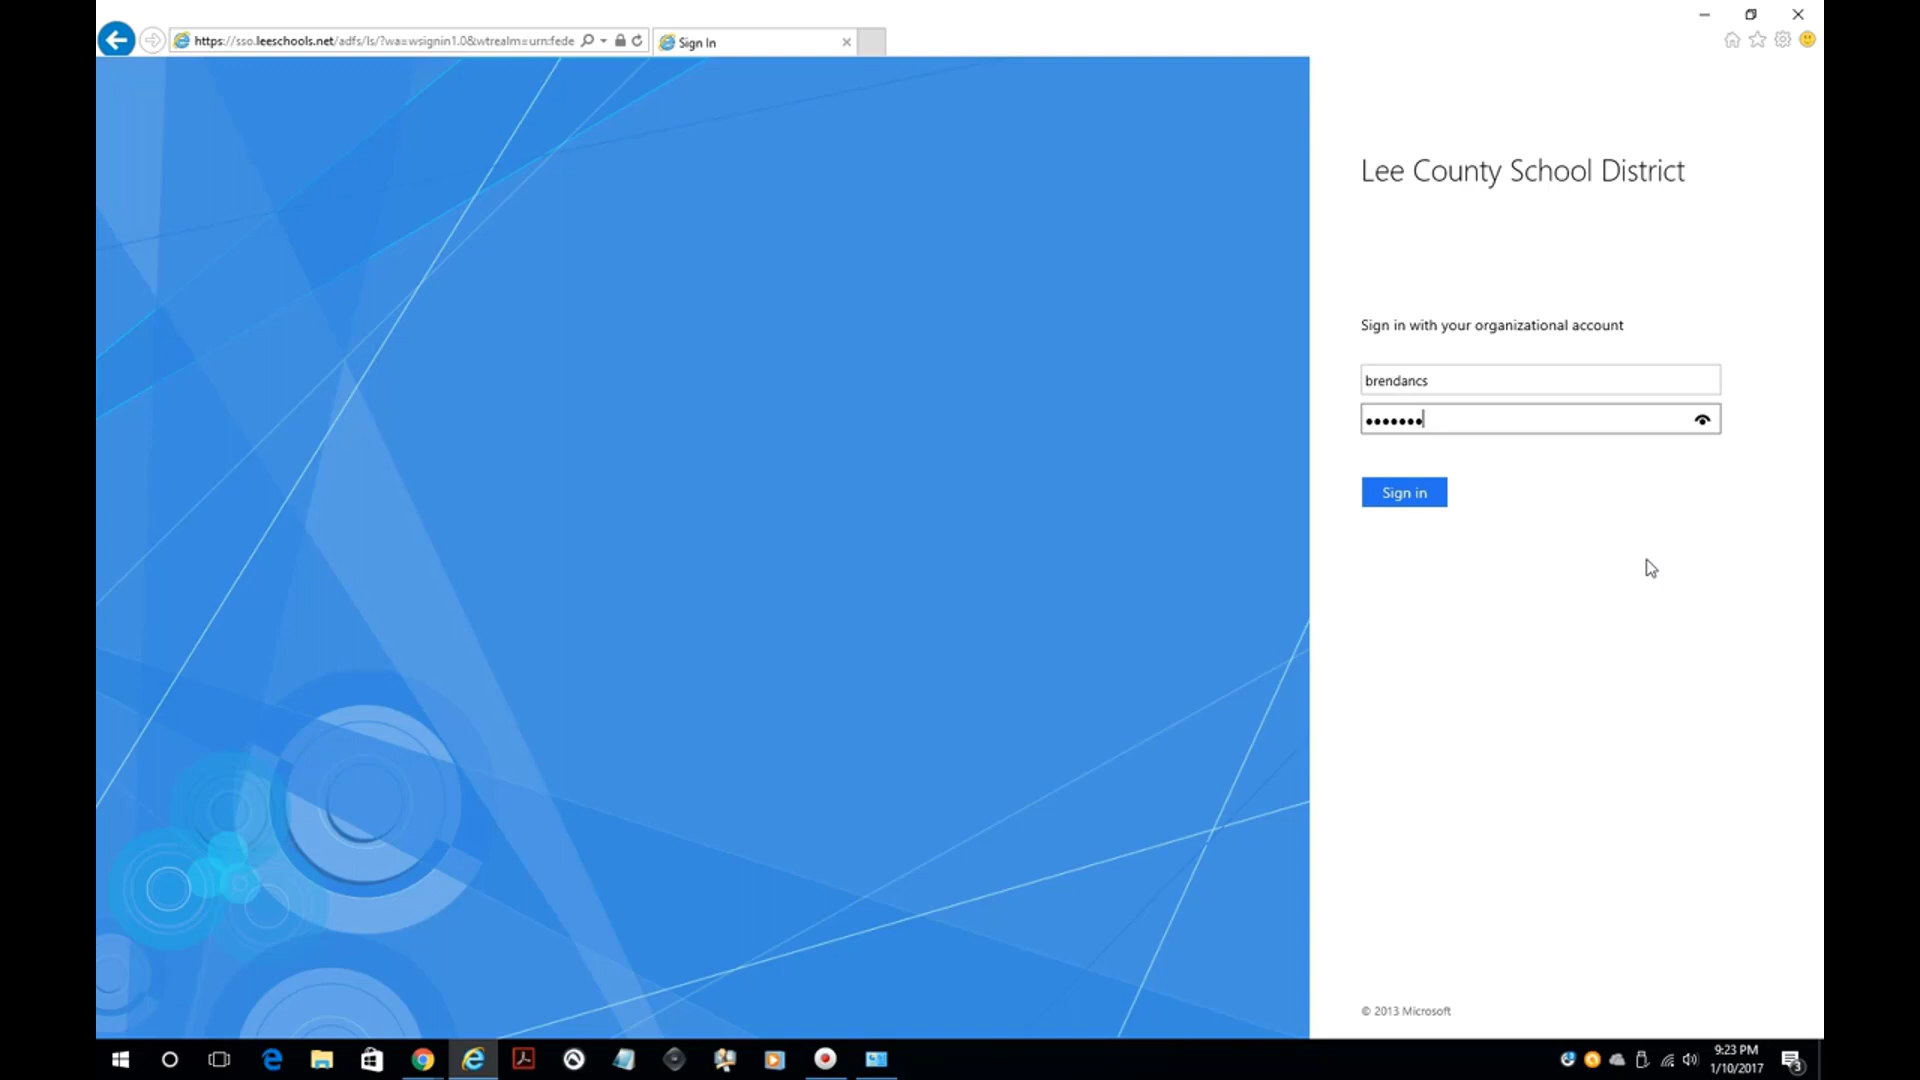 https://sso.leeschools.net/adfs/ls/?wa=wsignin1.0&wtrealm=urn:fede
Sign In
Lee County School District
Sign in with your organizational account
brendancs
•••••••
Sign in
© 2013 Microsoft
9:23 PM
1/10/2017
3